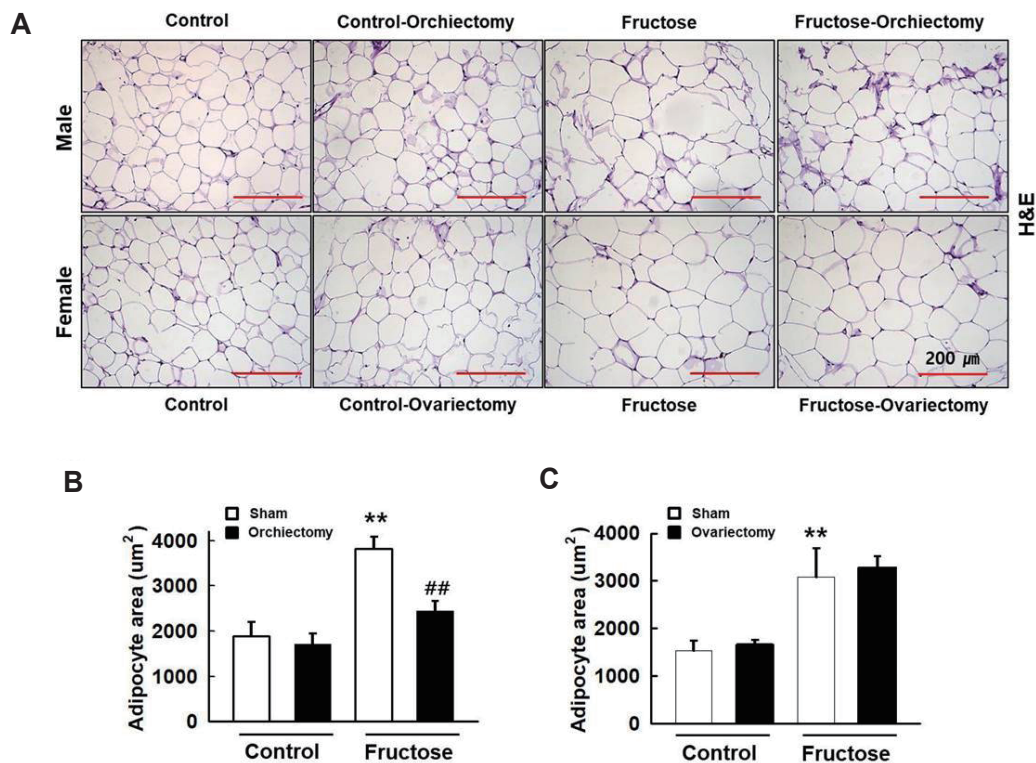 A
Control Control-Orchiectomy Fructose Fructose-Orchiectomy
Male
Female
H&E
200 ㎛
Control Control-Ovariectomy Fructose Fructose-Ovariectomy
B
Sham
Orchiectomy
Adipocyte area (um²)
4000
3000
2000
1000
0
**
##
Control Fructose
C
Sham
Ovariectomy
Adipocyte area (um²)
4000
3000
2000
1000
0
**
Control Fructose